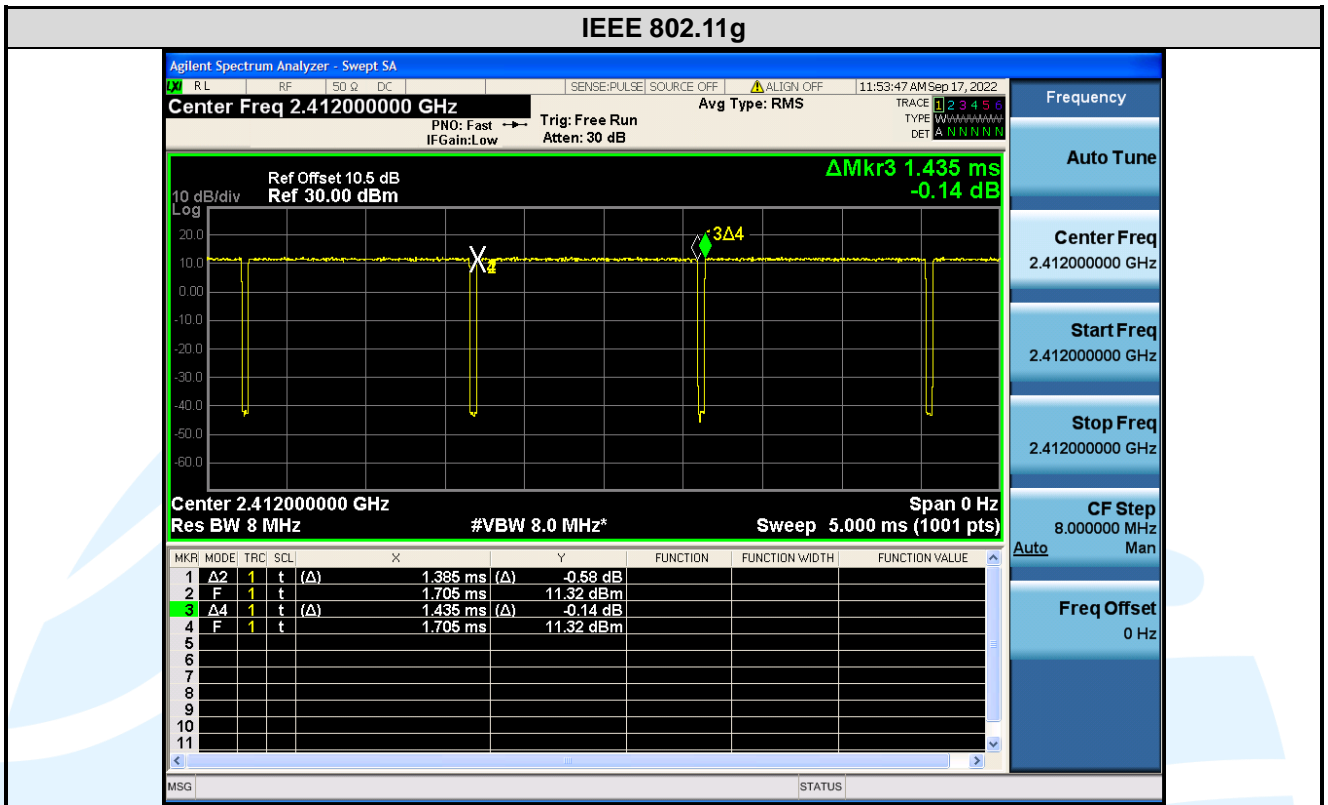 IEEE 802.11g
Agilent Spectrum Analyzer - Swept SA
LXI RL RF 50 Ω DC SENSE:PULSE SOURCE OFF ALIGN OFF 11:53:47 AM Sep 17, 2022
Center Freq 2.412000000 GHz
PNO: Fast
IFGain:Low
Trig: Free Run
Atten: 30 dB
Avg Type: RMS
TRACE 1 2 3 4 5 6
TYPE
DET A N N N N N
ΔMkr3 1.435 ms
-0.14 dB
10 dB/div
Log
Ref Offset 10.5 dB
Ref 30.00 dBm
20.0
10.0
0.00
-10.0
-20.0
-30.0
-40.0
-50.0
-60.0
3Δ4
Center 2.412000000 GHz
Span 0 Hz
Res BW 8 MHz
#VBW 8.0 MHz*
Sweep 5.000 ms (1001 pts)
MKR MODE TRC SCL X Y FUNCTION FUNCTION WIDTH FUNCTION VALUE
1 Δ2 1 t (Δ) 1.385 ms (Δ) -0.58 dB
2 F 1 t 1.705 ms 11.32 dBm
3 Δ4 1 t (Δ) 1.435 ms (Δ) -0.14 dB
4 F 1 t 1.705 ms 11.32 dBm
5
6
7
8
9
10
11
MSG
STATUS
Frequency
Auto Tune
Center Freq
2.412000000 GHz
Start Freq
2.412000000 GHz
Stop Freq
2.412000000 GHz
CF Step
8.000000 MHz
Auto Man
Freq Offset
0 Hz